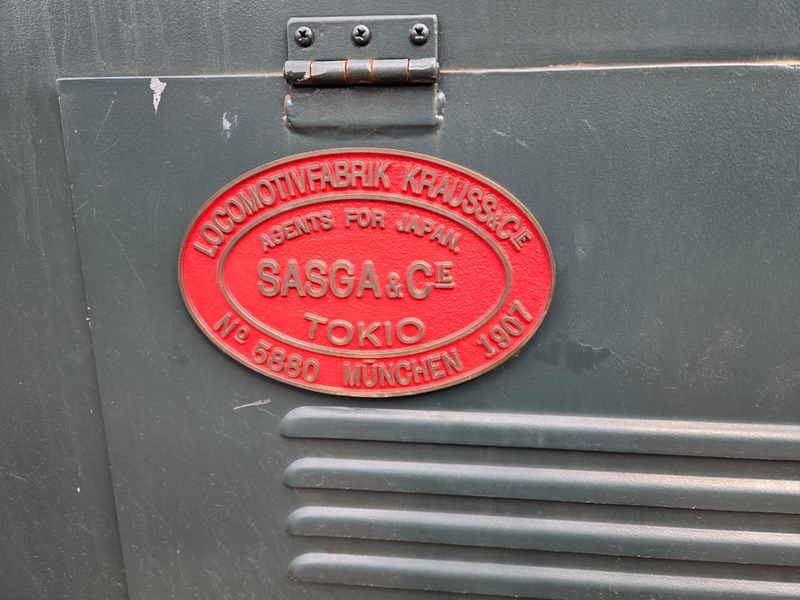 LOCOMOTIVFABRIK KRAUSS&CIE
AGENTS FOR JAPAN.
SASGA & CIE
TOKIO
Nº 5880 MÜNCHEN 1907